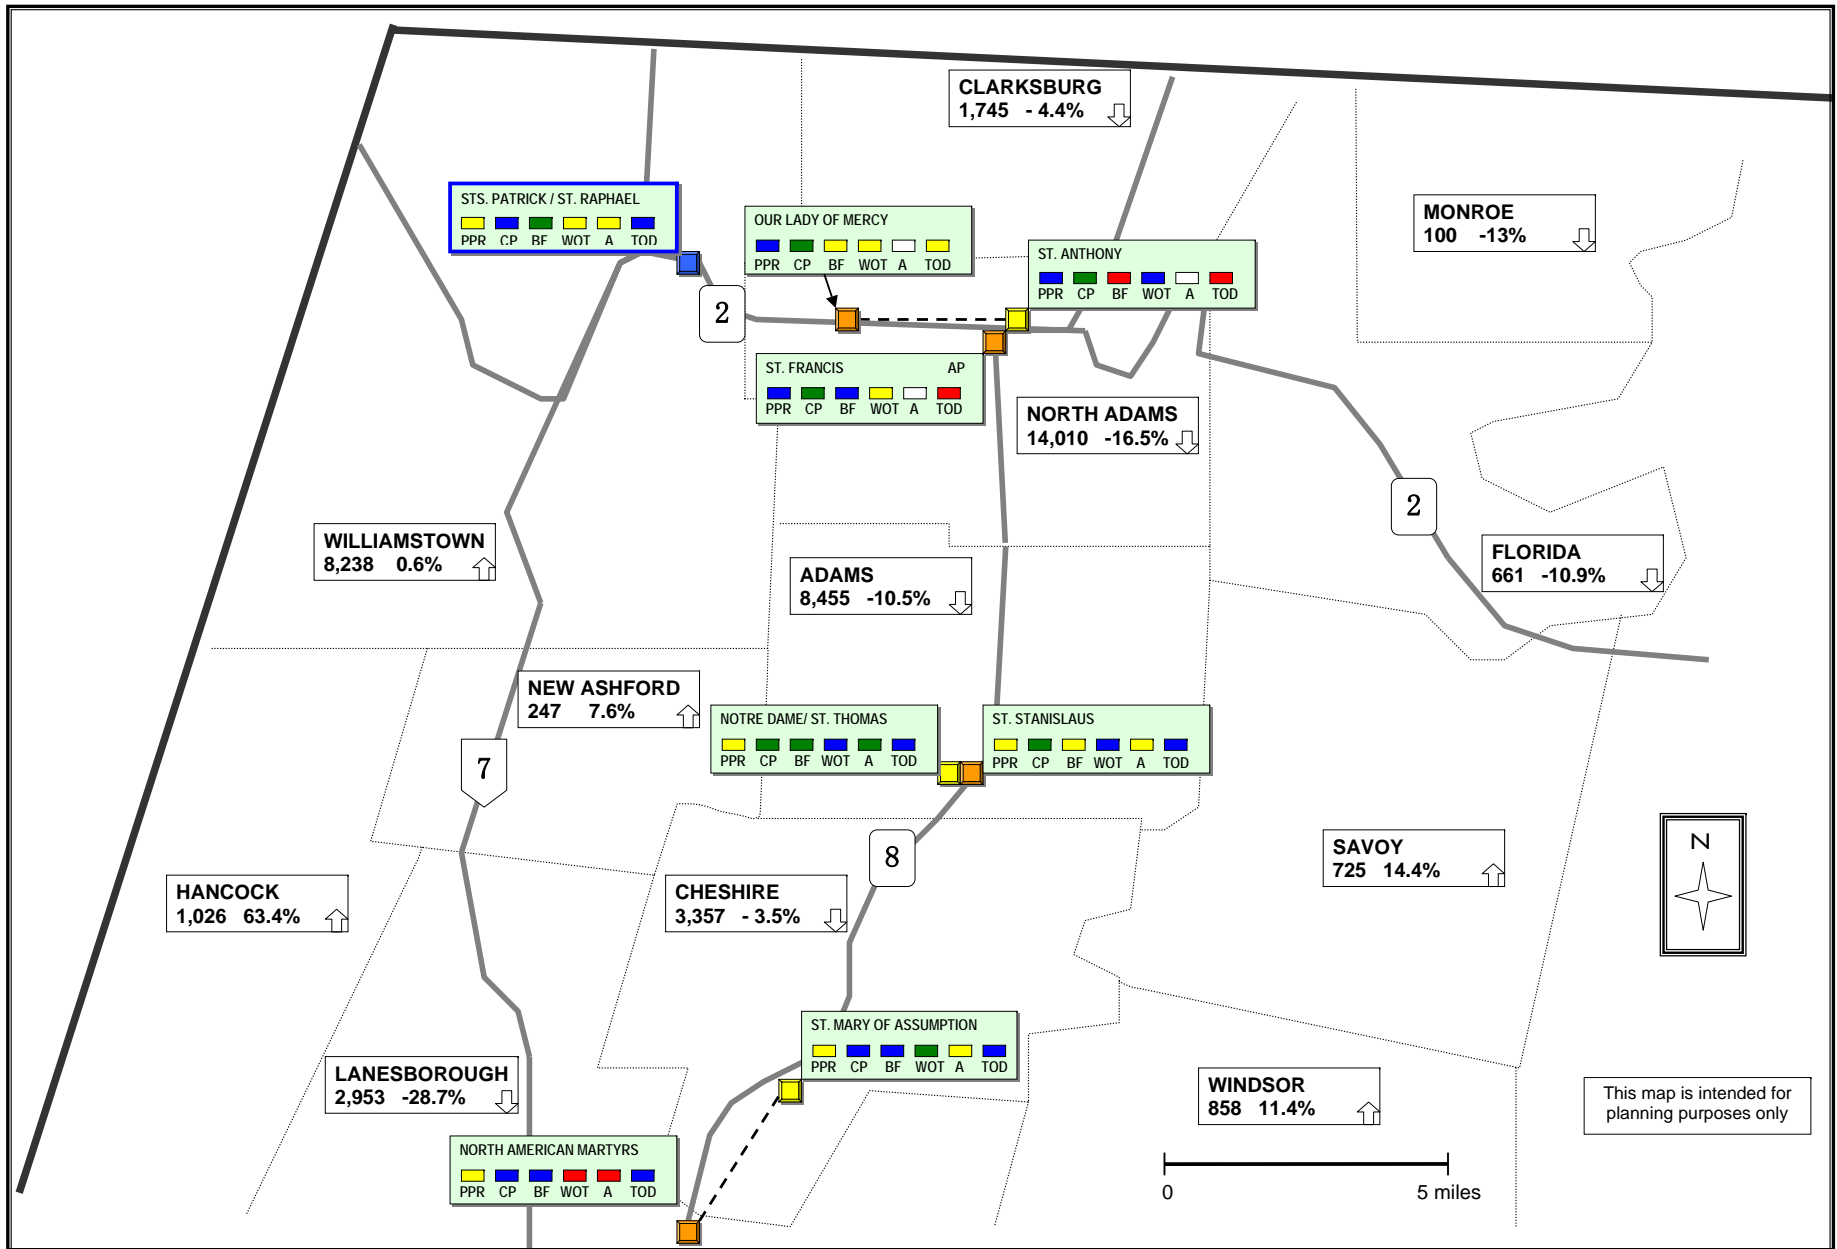 CLARKSBURG
1,745 - 4.4%
STS. PATRICK / ST. RAPHAEL
PPR CP BF WOT A TOD
OUR LADY OF MERCY
PPR CP BF WOT A TOD
MONROE
100 -13%
ST. ANTHONY
PPR CP BF WOT A TOD
2
ST. FRANCIS AP
PPR CP BF WOT A TOD
NORTH ADAMS
14,010 -16.5%
2
WILLIAMSTOWN
8,238 0.6%
ADAMS
8,455 -10.5%
FLORIDA
661 -10.9%
NEW ASHFORD
247 7.6%
NOTRE DAME/ ST. THOMAS
PPR CP BF WOT A TOD
ST. STANISLAUS
PPR CP BF WOT A TOD
7
8
SAVOY
725 14.4%
N
HANCOCK
1,026 63.4%
CHESHIRE
3,357 - 3.5%
ST. MARY OF ASSUMPTION
PPR CP BF WOT A TOD
LANESBOROUGH
2,953 -28.7%
WINDSOR
858 11.4%
This map is intended for
planning purposes only
NORTH AMERICAN MARTYRS
PPR CP BF WOT A TOD
0 5 miles